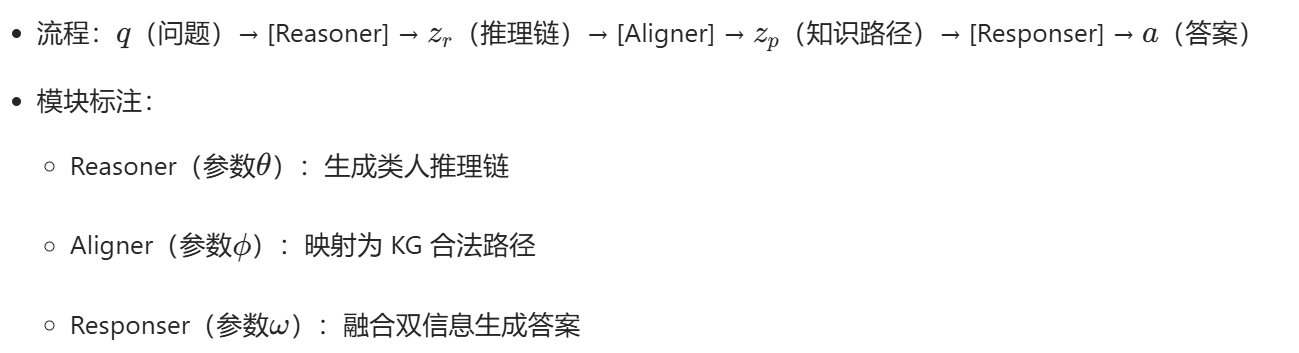 • 流程：q（问题）→ [Reasoner] → z_r（推理链）→ [Aligner] → z_p（知识路径）→ [Responser] → a（答案）
• 模块标注：
◦ Reasoner（参数θ）：生成类人推理链
◦ Aligner（参数ϕ）：映射为 KG 合法路径
◦ Responser（参数ω）：融合双信息生成答案